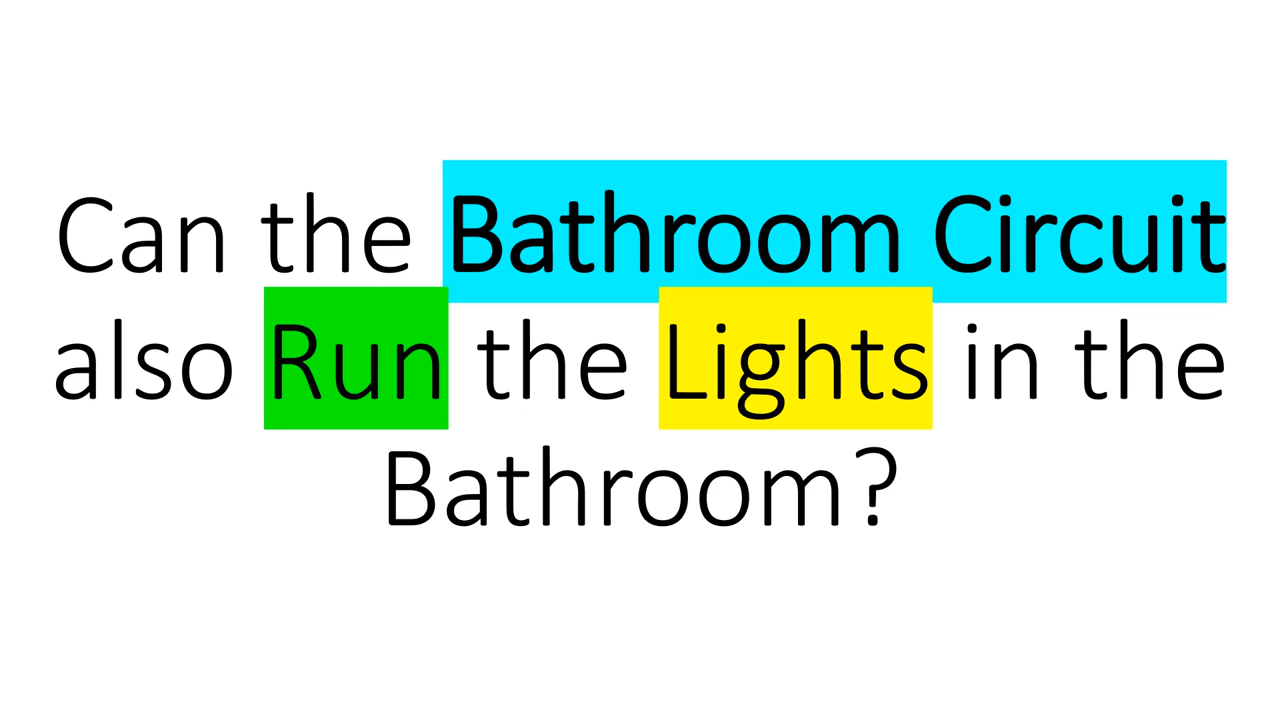 Can the Bathroom Circuit
also Run the Lights in the
Bathroom?